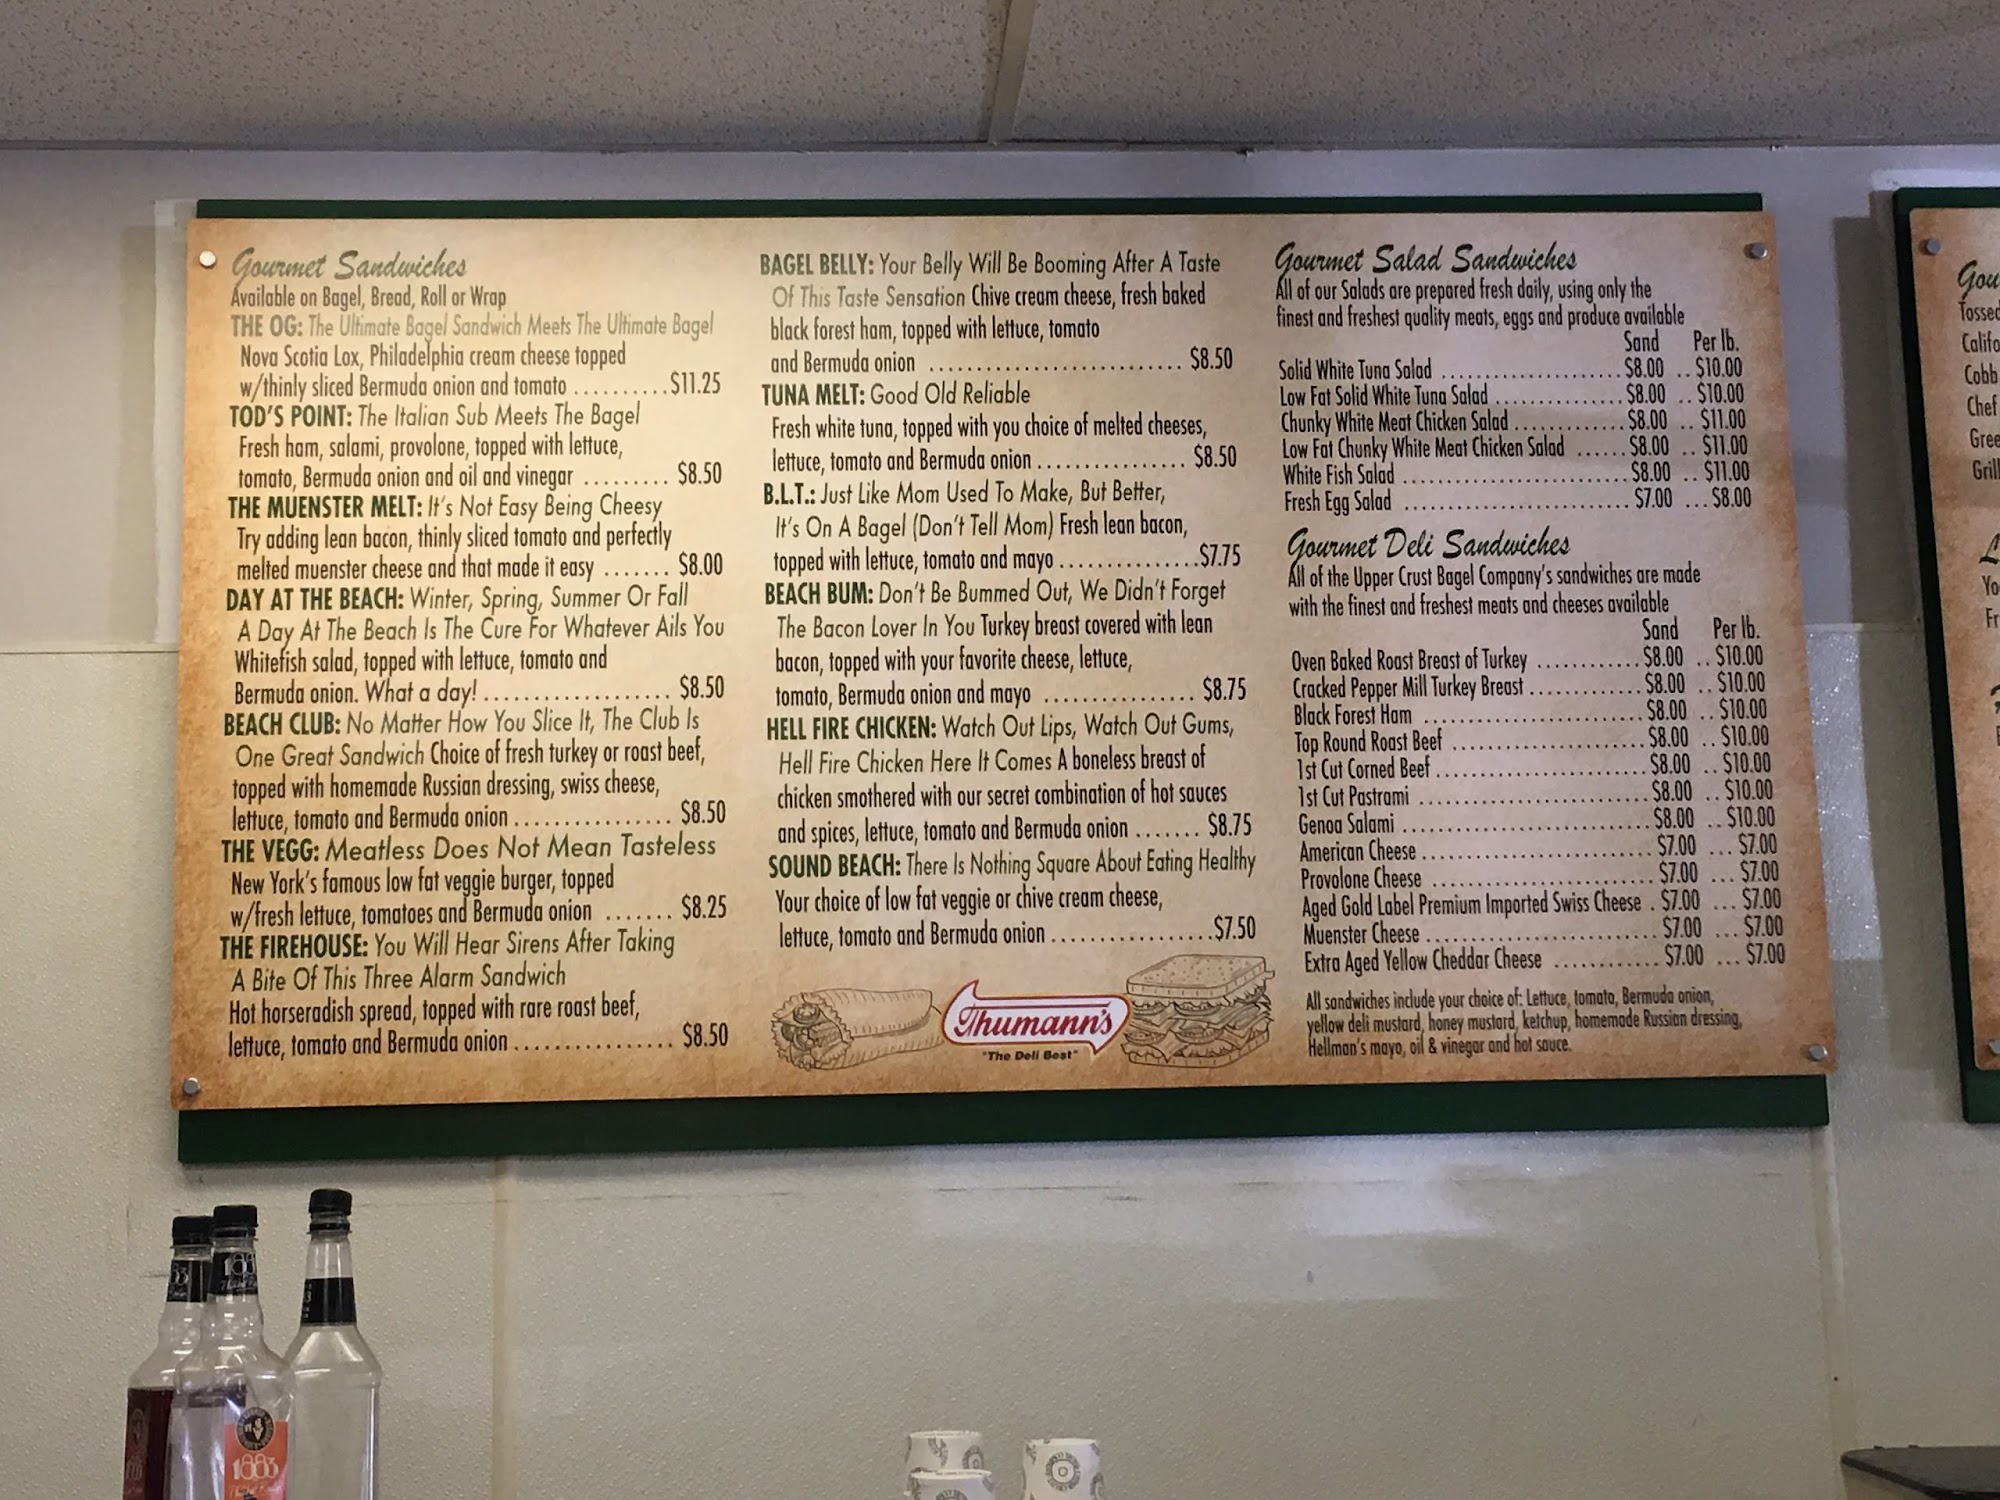 Gourmet Sandwiches
Available on Bagel, Bread, Roll or Wrap
THE OG: The Ultimate Bagel Sandwich Meets The Ultimate Bagel
Nova Scotia Lox, Philadelphia cream cheese topped
w/thinly sliced Bermuda onion and tomato ..........$11.25
TOD'S POINT: The Italian Sub Meets The Bagel
Fresh ham, salami, provolone, topped with lettuce,
tomato, Bermuda onion and oil and vinegar ......... $8.50
THE MUENSTER MELT: It's Not Easy Being Cheesy
Try adding lean bacon, thinly sliced tomato and perfectly
melted muenster cheese and that made it easy ....... $8.00
DAY AT THE BEACH: Winter, Spring, Summer Or Fall
A Day At The Beach Is The Cure For Whatever Ails You
Whitefish salad, topped with lettuce, tomato and
Bermuda onion. What a day! ................... $8.50
BEACH CLUB: No Matter How You Slice It, The Club Is
One Great Sandwich Choice of fresh turkey or roast beef,
topped with homemade Russian dressing, swiss cheese,
lettuce, tomato and Bermuda onion ................ $8.50
THE VEGG: Meatless Does Not Mean Tasteless
New York's famous low fat veggie burger, topped
w/fresh lettuce, tomatoes and Bermuda onion ....... $8.25
THE FIREHOUSE: You Will Hear Sirens After Taking
A Bite Of This Three Alarm Sandwich
Hot horseradish spread, topped with rare roast beef,
lettuce, tomato and Bermuda onion ................ $8.50
BAGEL BELLY: Your Belly Will Be Booming After A Taste
Of This Taste Sensation Chive cream cheese, fresh baked
black forest ham, topped with lettuce, tomato
and Bermuda onion .......................... $8.50
TUNA MELT: Good Old Reliable
Fresh white tuna, topped with you choice of melted cheeses,
lettuce, tomato and Bermuda onion ............... $8.50
B.L.T.: Just Like Mom Used To Make, But Better,
It's On A Bagel (Don't Tell Mom) Fresh lean bacon,
topped with lettuce, tomato and mayo ..............$7.75
BEACH BUM: Don't Be Bummed Out, We Didn't Forget
The Bacon Lover In You Turkey breast covered with lean
bacon, topped with your favorite cheese, lettuce,
tomato, Bermuda onion and mayo ................ $8.75
HELL FIRE CHICKEN: Watch Out Lips, Watch Out Gums,
Hell Fire Chicken Here It Comes A boneless breast of
chicken smothered with our secret combination of hot sauces
and spices, lettuce, tomato and Bermuda onion ....... $8.75
SOUND BEACH: There Is Nothing Square About Eating Healthy
Your choice of low fat veggie or chive cream cheese,
lettuce, tomato and Bermuda onion .................$7.50
Thumann's
"The Deli Best"
Gourmet Salad Sandwiches
All of our Salads are prepared fresh daily, using only the
finest and freshest quality meats, eggs and produce available
Sand Per lb.
Solid White Tuna Salad .....................$8.00 ..$10.00
Low Fat Solid White Tuna Salad ...............$8.00 ..$10.00
Chunky White Meat Chicken Salad .............$8.00 ..$11.00
Low Fat Chunky White Meat Chicken Salad ......$8.00 ..$11.00
White Fish Salad ..........................$8.00 ..$11.00
Fresh Egg Salad .......................... $7.00 ...$8.00
Gourmet Deli Sandwiches
All of the Upper Crust Bagel Company's sandwiches are made
with the finest and freshest meats and cheeses available
Sand Per lb.
Oven Baked Roast Breast of Turkey ............$8.00 ..$10.00
Cracked Pepper Mill Turkey Breast .............$8.00 ..$10.00
Black Forest Ham .........................$8.00 ..$10.00
Top Round Roast Beef ......................$8.00 ..$10.00
1st Cut Corned Beef ........................$8.00 ..$10.00
1st Cut Pastrami ..........................$8.00 ..$10.00
Genoa Salami ............................$8.00 ..$10.00
American Cheese ..........................$7.00 ...$7.00
Provolone Cheese .........................$7.00 ...$7.00
Aged Gold Label Premium Imported Swiss Cheese . $7.00 ...$7.00
Muenster Cheese ..........................$7.00 ...$7.00
Extra Aged Yellow Cheddar Cheese ............$7.00 ...$7.00
All sandwiches include your choice of: Lettuce, tomato, Bermuda onion,
yellow deli mustard, honey mustard, ketchup, homemade Russian dressing,
Hellman's mayo, oil & vinegar and hot sauce.
Cobb
Chef
1883